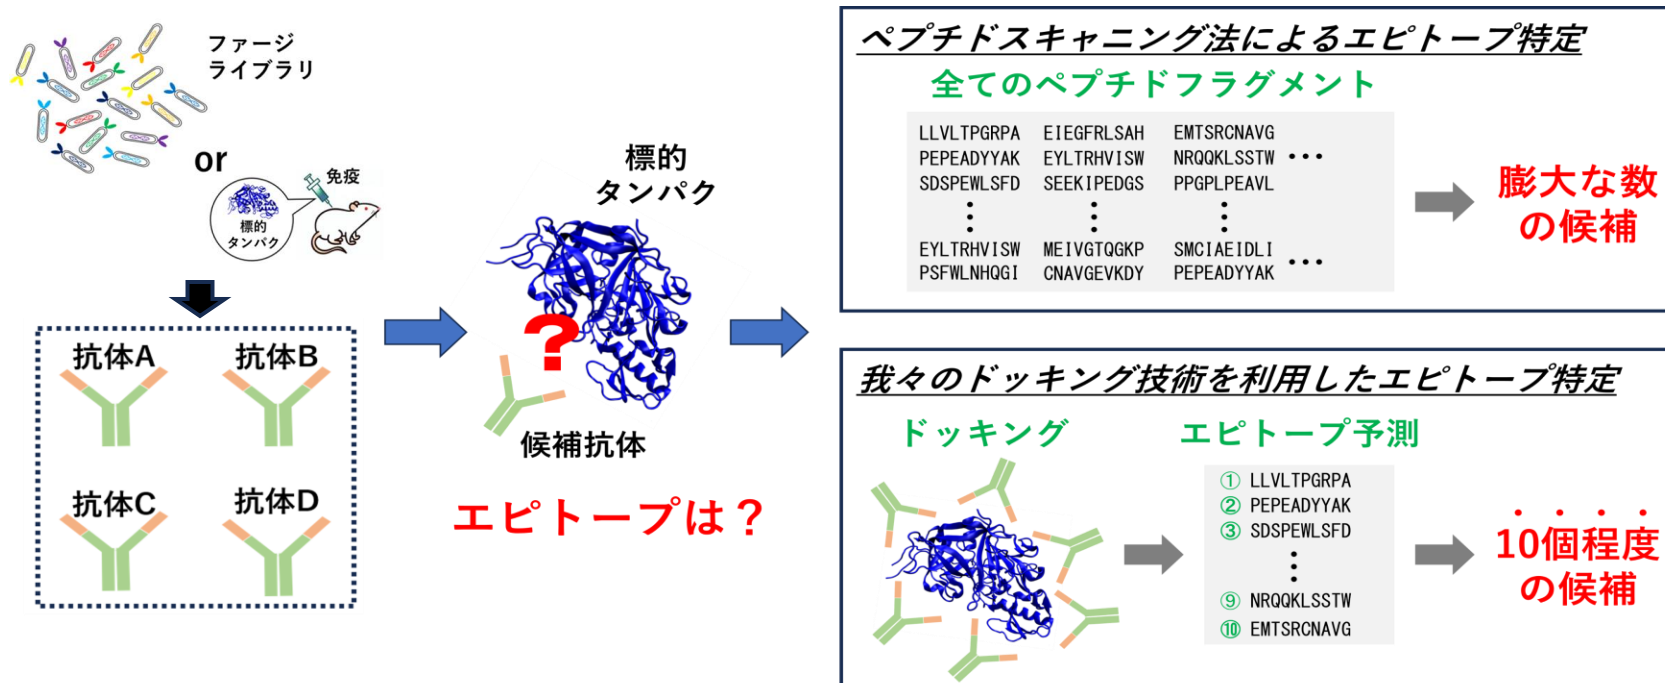 ファージ
ライブラリ
or
免疫
標的
タンパク
抗体A
抗体B
抗体C
抗体D
標的
タンパク
?
候補抗体
エピトープは？
ペプチドスキャニング法によるエピトープ特定
全てのペプチドフラグメント
LLVLTPGRPA EIEGFRLSAH EMTSRCNAVG
PEPEADYYAK EYLTRHVISW NRQQKLSSTW ･･･
SDSPEWLSFD SEEKIPEDGS PPGPLPEAVL
EYLTRHVISW MEIVGTQGKP SMCIAEIDLI
PSFWLNHQGI CNAVGEVKDY PEPEADYYAK ･･･
膨大な数
の候補
我々のドッキング技術を利用したエピトープ特定
ドッキング
エピトープ予測
① LLVLTPGRPA
② PEPEADYYAK
③ SDSPEWLSFD
⑨ NRQQKLSSTW
⑩ EMTSRCNAVG
10個程度
の候補